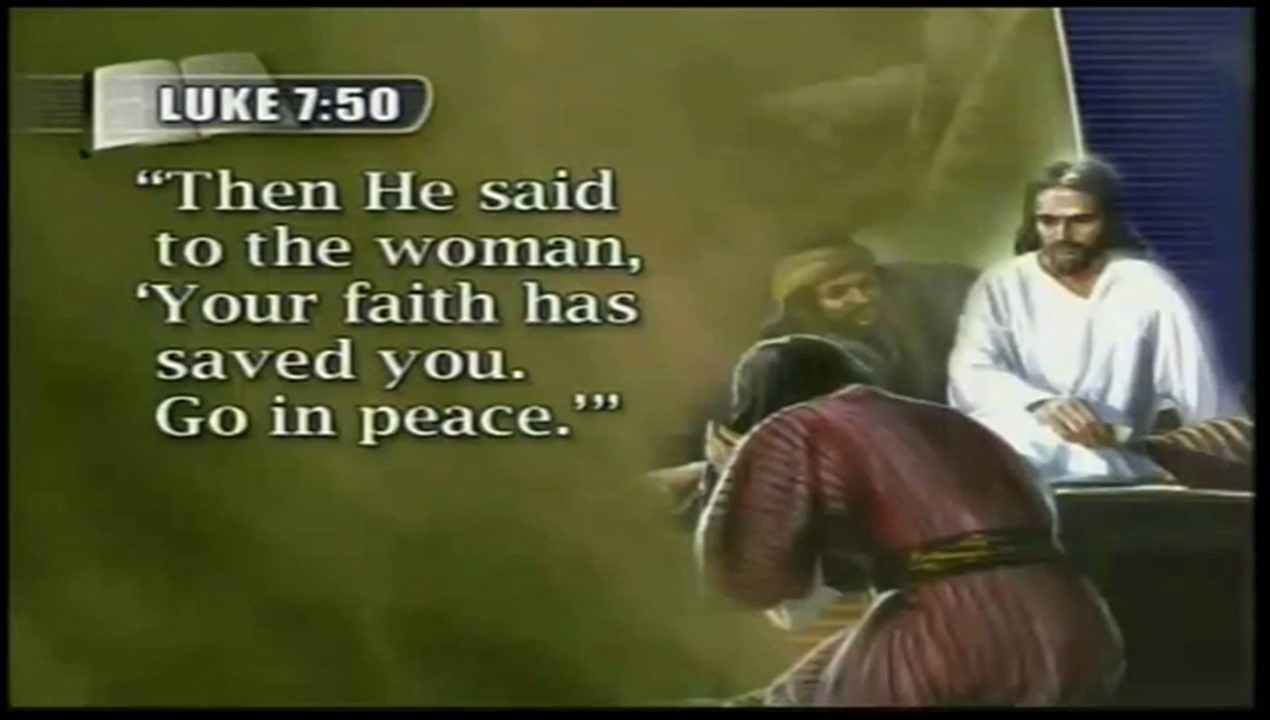 LUKE 7:50
“Then He said
to the woman,
‘Your faith has
saved you.
Go in peace.’”